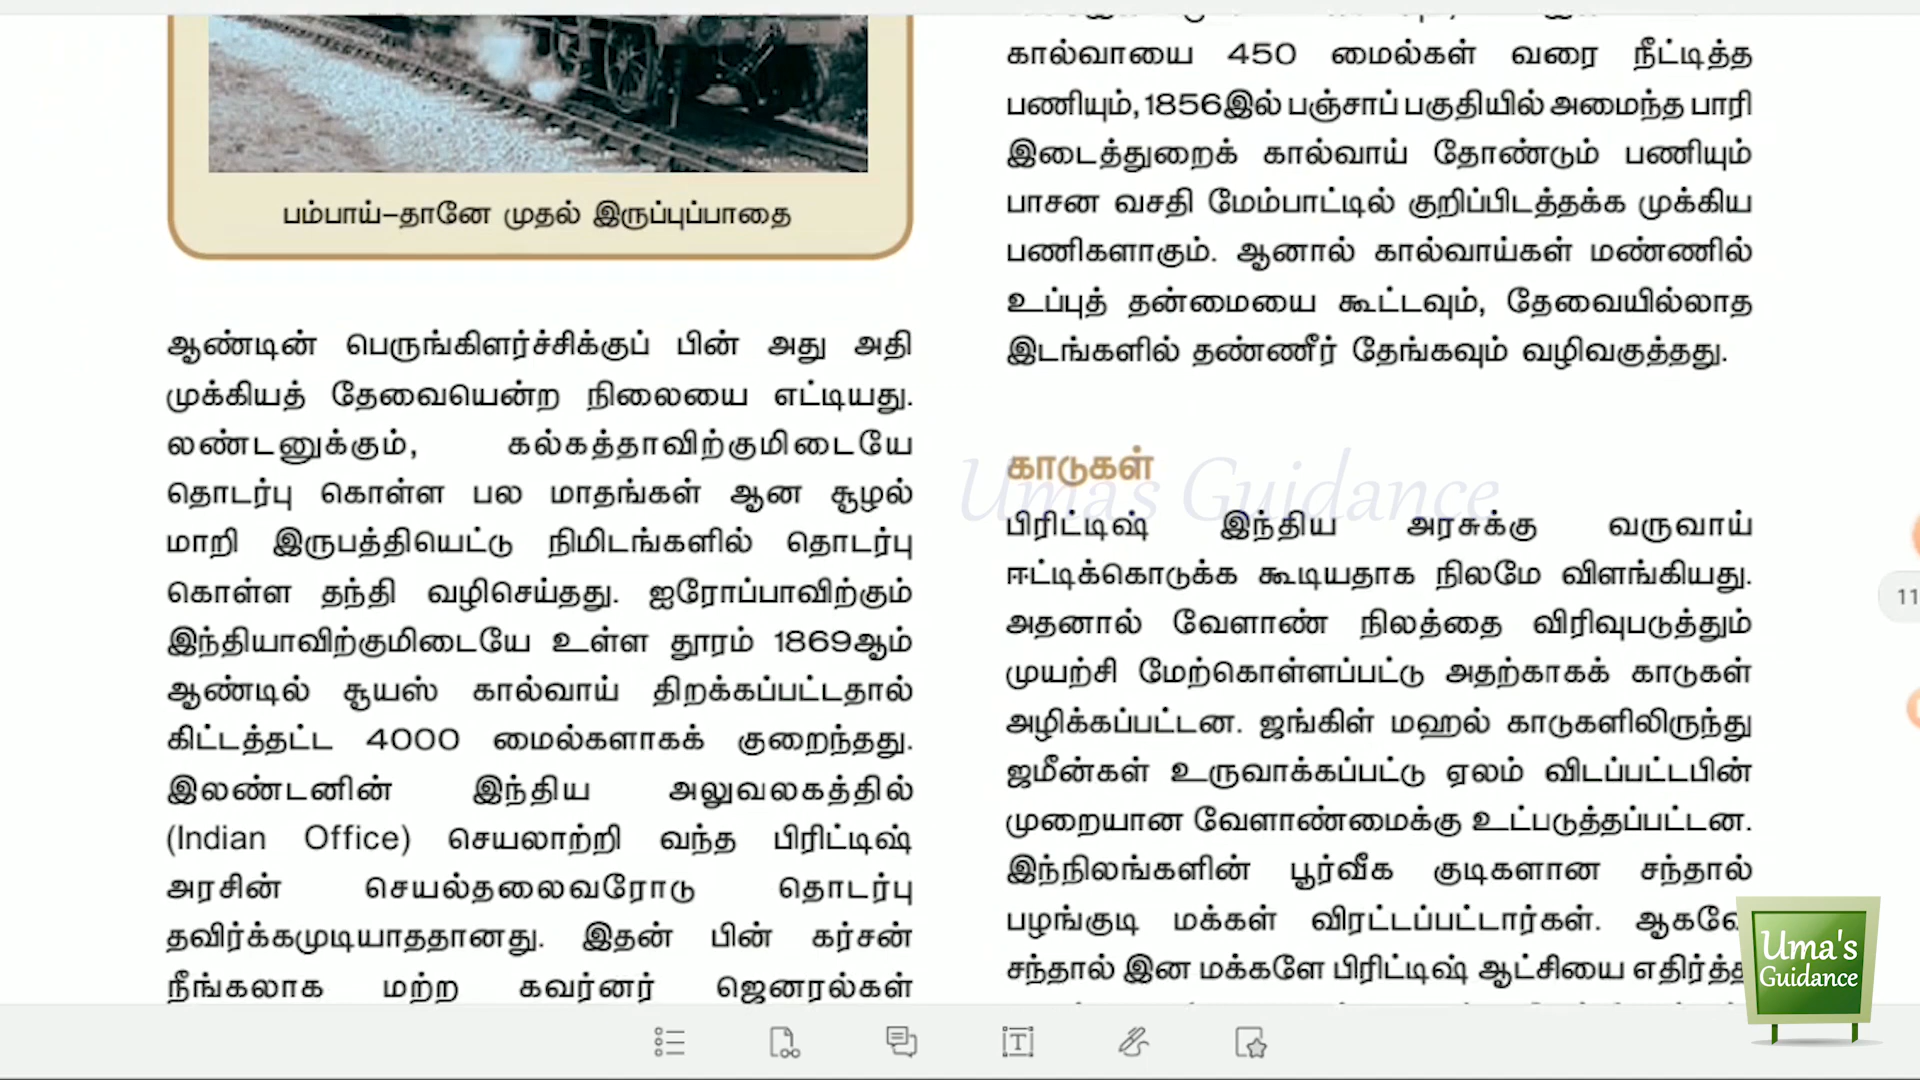 பம்பாய்–தானே முதல் இருப்புப்பாதை
ஆண்டின் பெருங்கிளர்ச்சிக்குப் பின் அது அதி
முக்கியத் தேவையென்ற நிலையை எட்டியது.
லண்டனுக்கும், கல்கத்தாவிற்குமிடையே
தொடர்பு கொள்ள பல மாதங்கள் ஆன சூழல்
மாறி இருபத்தியெட்டு நிமிடங்களில் தொடர்பு
கொள்ள தந்தி வழிசெய்தது. ஐரோப்பாவிற்கும்
இந்தியாவிற்குமிடையே உள்ள தூரம் 1869ஆம்
ஆண்டில் சூயஸ் கால்வாய் திறக்கப்பட்டதால்
கிட்டத்தட்ட 4000 மைல்களாகக் குறைந்தது.
இலண்டனின் இந்திய அலுவலகத்தில்
(Indian Office) செயலாற்றி வந்த பிரிட்டிஷ்
அரசின் செயல்தலைவரோடு தொடர்பு
தவிர்க்கமுடியாததானது. இதன் பின் கர்சன்
நீங்கலாக மற்ற கவர்னர் ஜெனரல்கள்
கால்வாயை 450 மைல்கள் வரை நீட்டித்த
பணியும், 1856இல் பஞ்சாப் பகுதியில் அமைந்த பாரி
இடைத்துறைக் கால்வாய் தோண்டும் பணியும்
பாசன வசதி மேம்பாட்டில் குறிப்பிடத்தக்க முக்கிய
பணிகளாகும். ஆனால் கால்வாய்கள் மண்ணில்
உப்புத் தன்மையை கூட்டவும், தேவையில்லாத
இடங்களில் தண்ணீர் தேங்கவும் வழிவகுத்தது.
காடுகள்
Uma's Guidance
பிரிட்டிஷ் இந்திய அரசுக்கு வருவாய்
ஈட்டிக்கொடுக்க கூடியதாக நிலமே விளங்கியது.
அதனால் வேளாண் நிலத்தை விரிவுபடுத்தும்
முயற்சி மேற்கொள்ளப்பட்டு அதற்காகக் காடுகள்
அழிக்கப்பட்டன. ஜங்கிள் மஹல் காடுகளிலிருந்து
ஜமீன்கள் உருவாக்கப்பட்டு ஏலம் விடப்பட்டபின்
முறையான வேளாண்மைக்கு உட்படுத்தப்பட்டன.
இந்நிலங்களின் பூர்வீக குடிகளான சந்தால்
பழங்குடி மக்கள் விரட்டப்பட்டார்கள்.
சந்தால் இன மக்களே பிரிட்டிஷ் ஆட்சியை
11
Uma's
Guidance